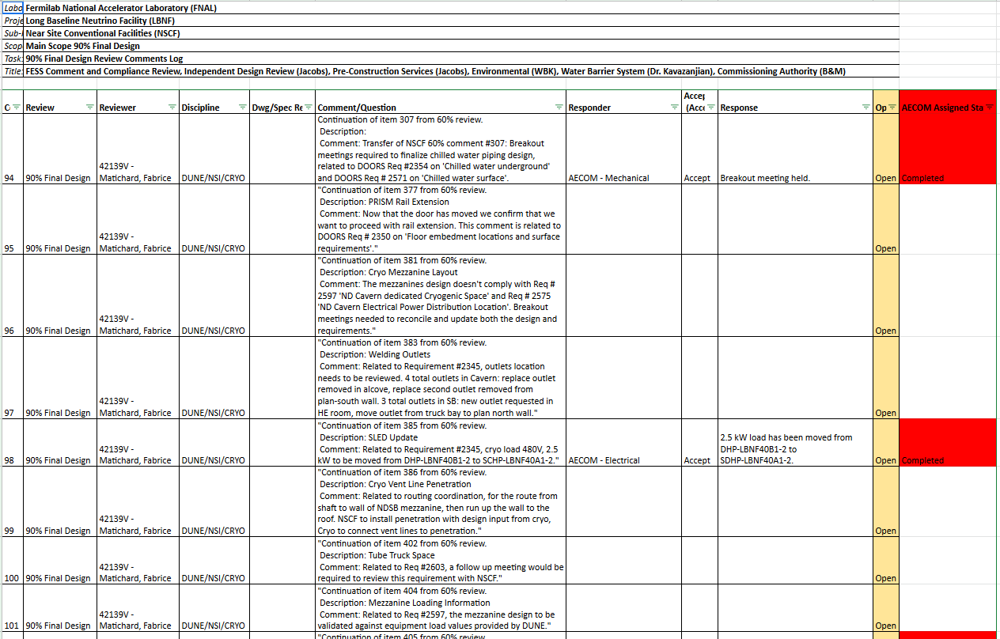 Labo Fermilab National Accelerator Laboratory (FNAL)
Proje Long Baseline Neutrino Facility (LBNF)
Sub-I Near Site Conventional Facilities (NSCF)
Scop Main Scope 90% Final Design
Task: 90% Final Design Review Comments Log
Title: FESS Comment and Compliance Review, Independent Design Review (Jacobs), Pre-Construction Services (Jacobs), Environmental (WBK), Water Barrier System (Dr. Kavazanjian), Commissioning Authority (B&M)
C Review Reviewer Discipline Dwg/Spec Re Comment/Question Responder Accep (Acce Response Op AECOM Assigned Sta
Continuation of item 307 from 60% review.
Description:
Comment: Transfer of NSCF 60% comment #307: Breakout
meetings required to finalize chilled water piping design,
related to DOORS Req #2354 on 'Chilled water underground'
and DOORS Req # 2571 on 'Chilled water surface'.
94 90% Final Design 42139V - Matichard, Fabrice DUNE/NSI/CRYO AECOM - Mechanical Accept Breakout meeting held. Open Completed
"Continuation of item 377 from 60% review.
Description: PRISM Rail Extension
Comment: Now that the door has moved we confirm that we
want to proceed with rail extension. This comment is related to
DOORS Req # 2350 on 'Floor embedment locations and surface
requirements'."
95 90% Final Design 42139V - Matichard, Fabrice DUNE/NSI/CRYO Open
"Continuation of item 381 from 60% review.
Description: Cryo Mezzanine Layout
Comment: The mezzanines design doesn't comply with Req #
2597 'ND Cavern dedicated Cryogenic Space' and Req # 2575
'ND Cavern Electrical Power Distribution Location'. Breakout
meetings needed to reconcile and update both the design and
requirements."
96 90% Final Design 42139V - Matichard, Fabrice DUNE/NSI/CRYO Open
"Continuation of item 383 from 60% review.
Description: Welding Outlets
Comment: Related to Requirement #2345, outlets location
needs to be reviewed. 4 total outlets in Cavern: replace outlet
removed in alcove, replace second outlet removed from
plan-south wall. 3 total outlets in SB: new outlet requested in
HE room, move outlet from truck bay to plan north wall."
97 90% Final Design 42139V - Matichard, Fabrice DUNE/NSI/CRYO Open
"Continuation of item 385 from 60% review.
Description: SLED Update
Comment: Related to Requirement #2345, cryo load 480V, 2.5
kW to be moved from DHP-LBNF40B1-2 to SCHP-LBNF40A1-2."
98 90% Final Design 42139V - Matichard, Fabrice DUNE/NSI/CRYO AECOM - Electrical Accept
2.5 kW load has been moved from
DHP-LBNF40B1-2 to
SDHP-LBNF40A1-2.
Open Completed
"Continuation of item 386 from 60% review.
Description: Cryo Vent Line Penetration
Comment: Related to routing coordination, for the route from
shaft to wall of NDSB mezzanine, then run up the wall to the
roof. NSCF to install penetration with design input from cryo,
Cryo to connect vent lines to penetration."
99 90% Final Design 42139V - Matichard, Fabrice DUNE/NSI/CRYO Open
"Continuation of item 402 from 60% review.
Description: Tube Truck Space
Comment: Related to Req #2603, a follow up meeting would be
required to review this requirement with NSCF."
100 90% Final Design 42139V - Matichard, Fabrice DUNE/NSI/CRYO Open
"Continuation of item 404 from 60% review.
Description: Mezzanine Loading Information
Comment: Related to Req #2597, the mezzanine design to be
validated against equipment load values provided by DUNE."
101 90% Final Design 42139V - Matichard, Fabrice DUNE/NSI/CRYO Open
"Continuation of item 405 from 60% review.